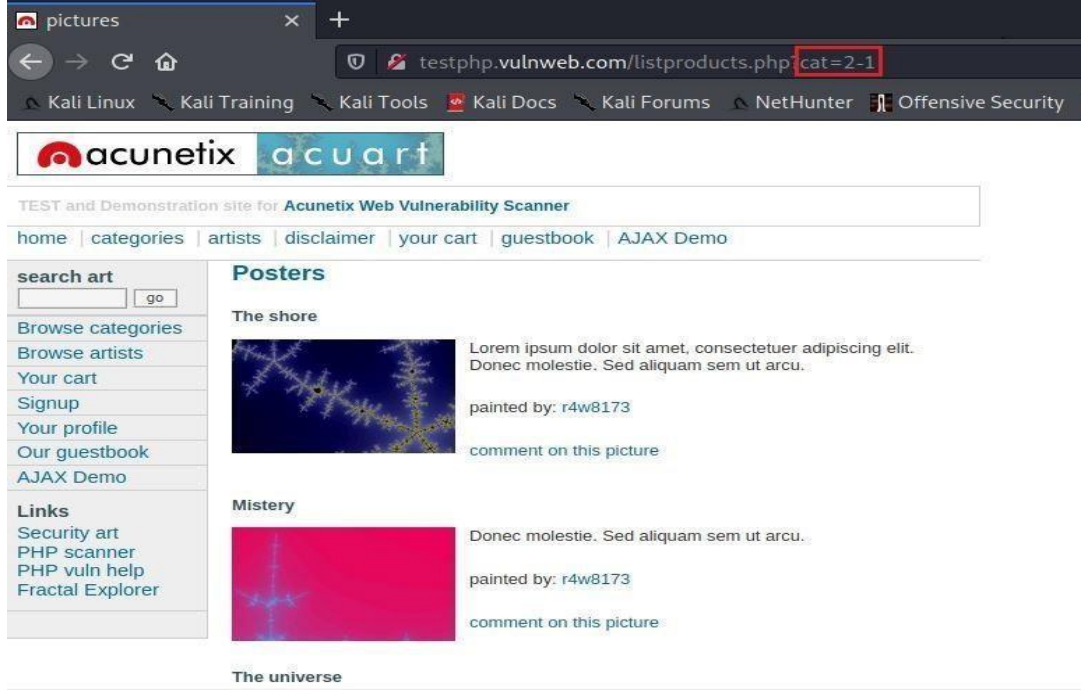 pictures
testphp.vulnweb.com/listproducts.php?cat=2-1
Kali Linux Kali Training Kali Tools Kali Docs Kali Forums NetHunter Offensive Security
acunetix acuart
TEST and Demonstration site for Acunetix Web Vulnerability Scanner
home | categories | artists | disclaimer | your cart | guestbook | AJAX Demo
search art
go
Browse categories
Browse artists
Your cart
Signup
Your profile
Our guestbook
AJAX Demo
Links
Security art
PHP scanner
PHP vuln help
Fractal Explorer
Posters
The shore
Lorem ipsum dolor sit amet, consectetuer adipiscing elit.
Donec molestie. Sed aliquam sem ut arcu.
painted by: r4w8173
comment on this picture
Mistery
Donec molestie. Sed aliquam sem ut arcu.
painted by: r4w8173
comment on this picture
The universe